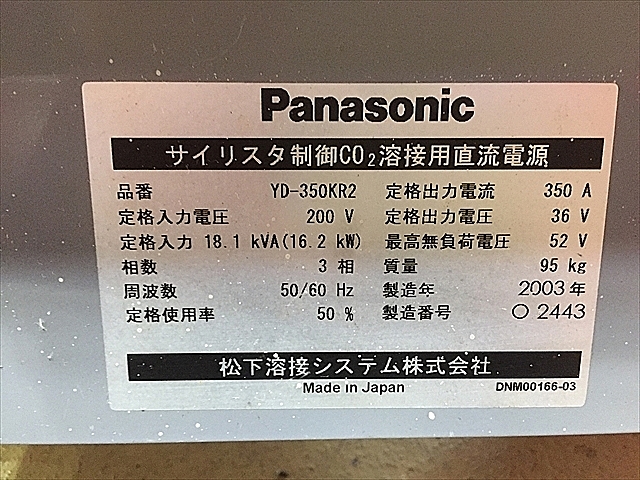 Panasonic
サイリスタ制御CO₂溶接用直流電源
品番 YD-350KR2 定格出力電流 350 A
定格入力電圧 200 V 定格出力電圧 36 V
定格入力 18.1 kVA(16.2 kW) 最高無負荷電圧 52 V
相数 3 相 質量 95 kg
周波数 50/60 Hz 製造年 2003 年
定格使用率 50 % 製造番号 O 2443
松下溶接システム株式会社
Made in Japan DNM00166-03